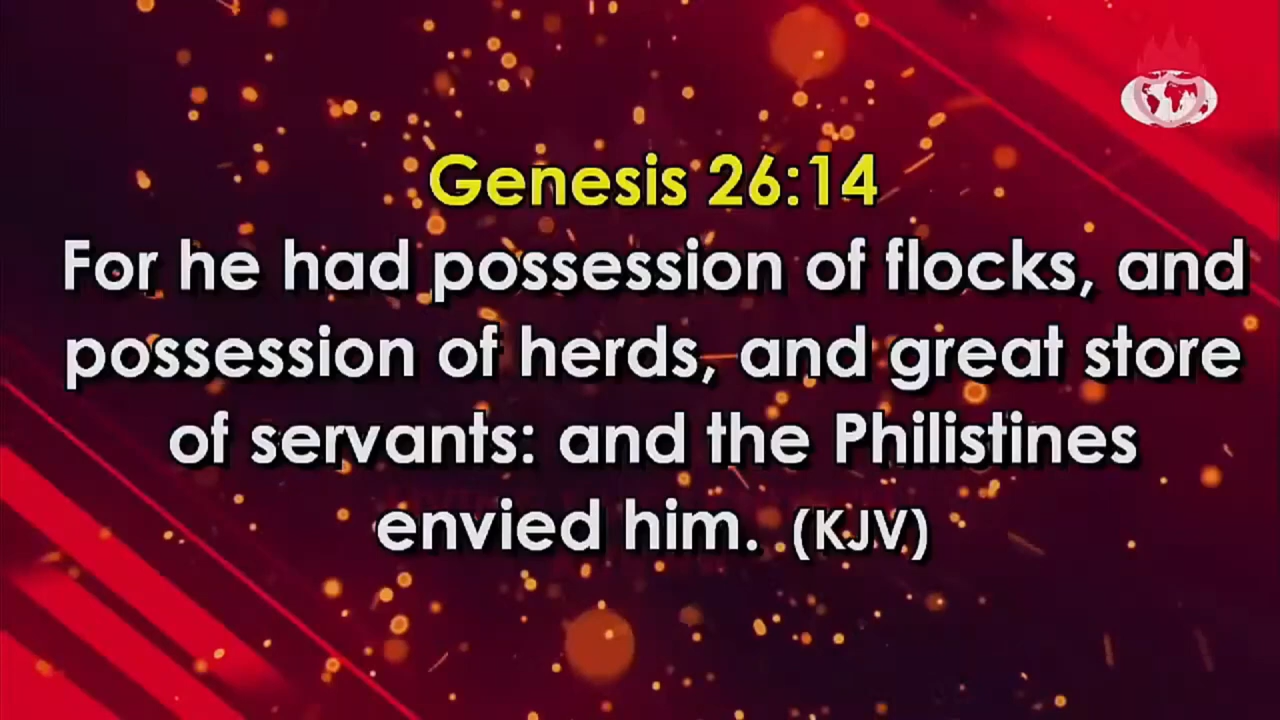 Genesis 26:14
For he had possession of flocks, and
possession of herds, and great store
of servants: and the Philistines
envied him. (KJV)